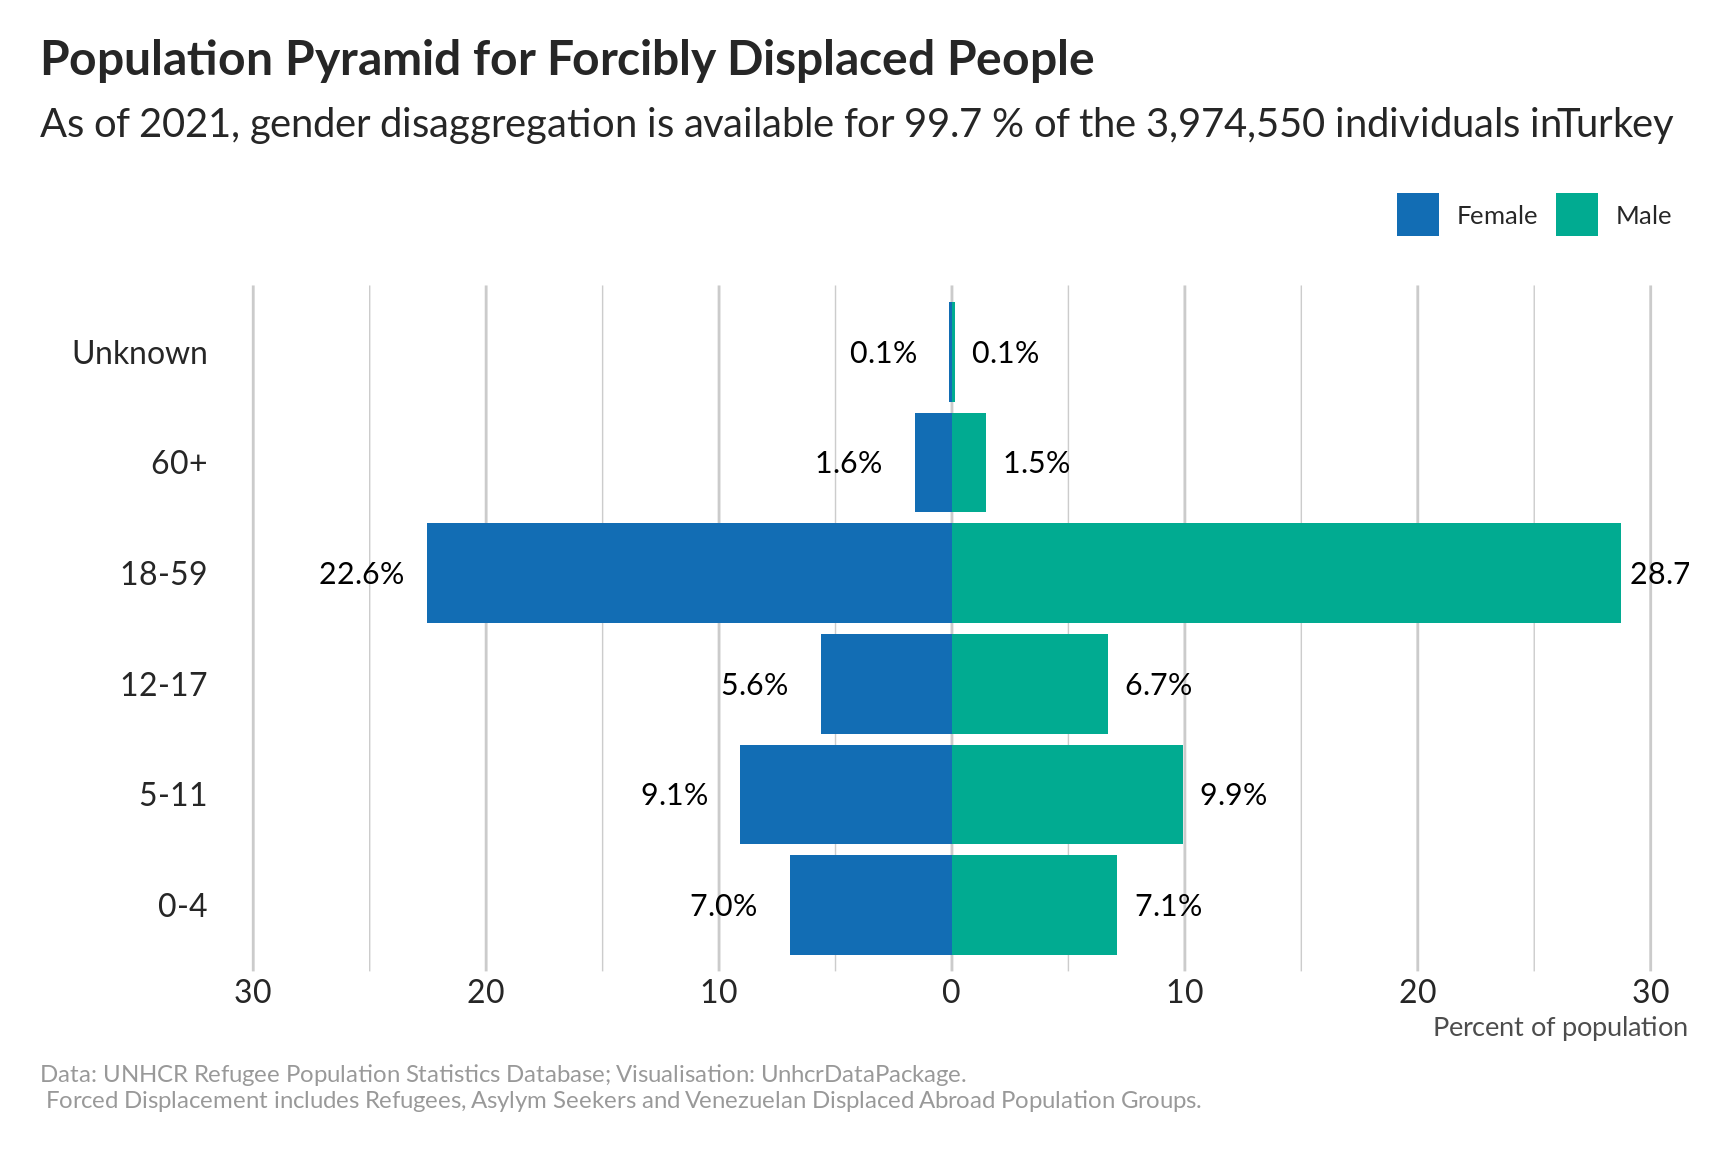 Population Pyramid for Forcibly Displaced People
As of 2021, gender disaggregation is available for 99.7 % of the 3,974,550 individuals inTurkey
Female Male
Unknown 0.1% 0.1%
60+ 1.6% 1.5%
18-59 22.6% 28.7
12-17 5.6% 6.7%
5-11 9.1% 9.9%
0-4 7.0% 7.1%
30 20 10 0 10 20 30
Percent of population
Data: UNHCR Refugee Population Statistics Database; Visualisation: UnhcrDataPackage.
Forced Displacement includes Refugees, Asylym Seekers and Venezuelan Displaced Abroad Population Groups.